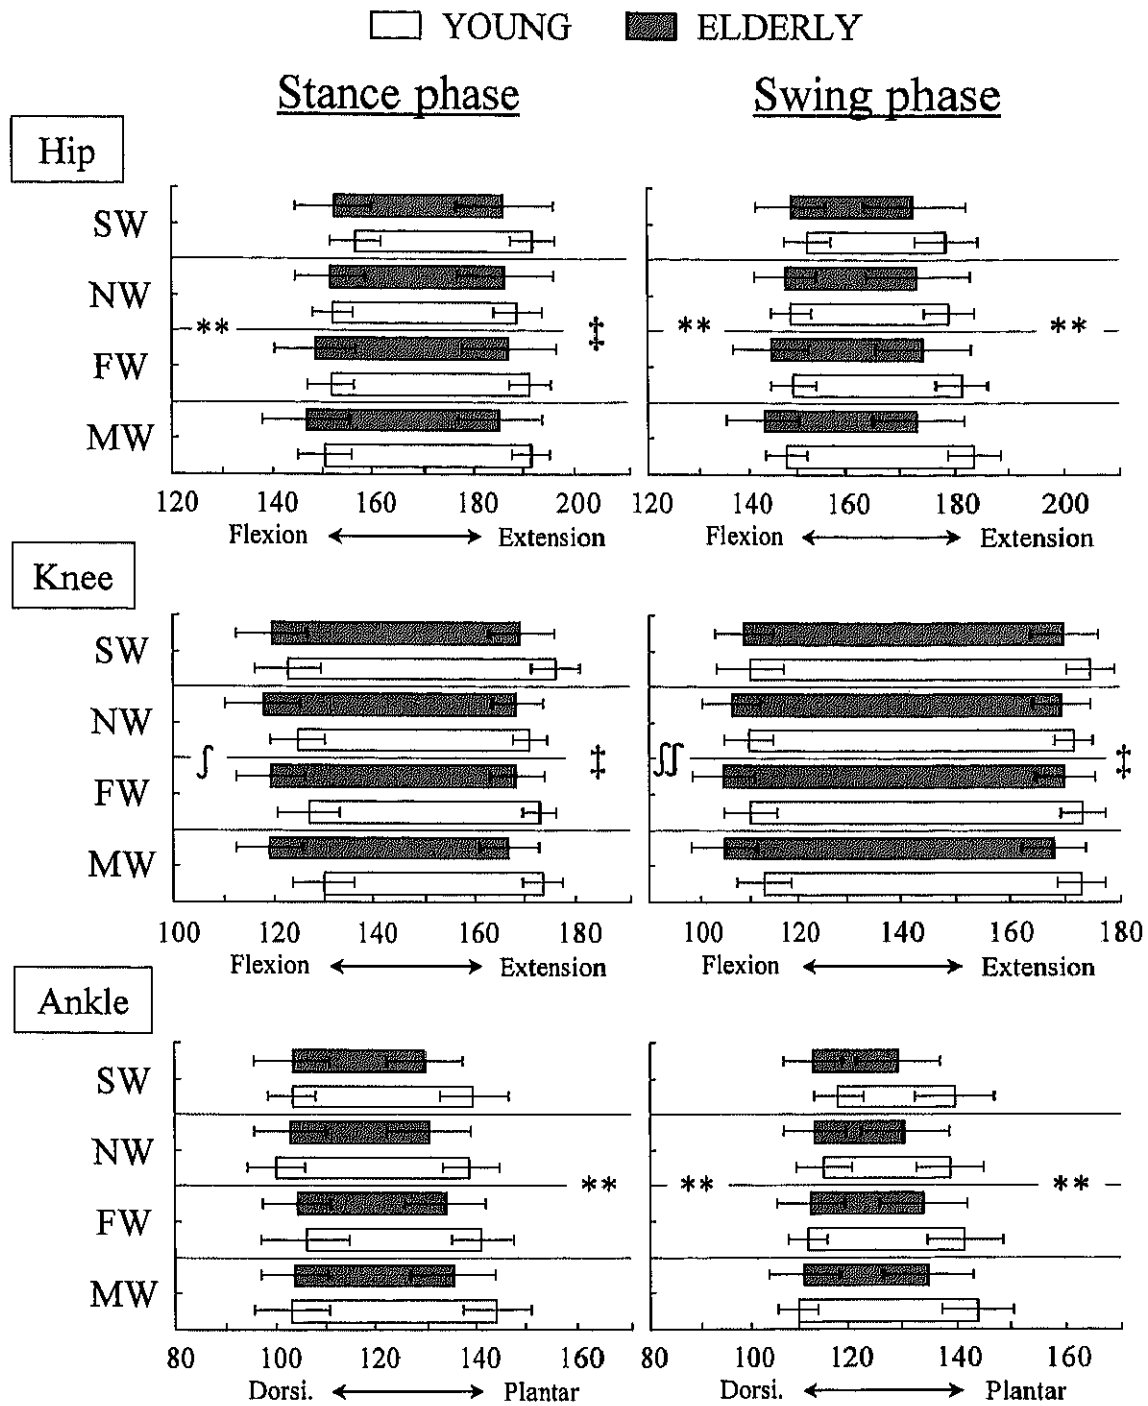 YOUNG ELDERLY
Stance phase Swing phase
Hip
SW
NW
** ‡ ** **
FW
MW
120 140 160 180 200 120 140 160 180 200
Flexion Extension Flexion Extension
Knee
SW
NW
∫ ‡ ∫∫ ‡
FW
MW
100 120 140 160 180 100 120 140 160 180
Flexion Extension Flexion Extension
Ankle
SW
NW
** ** **
FW
MW
80 100 120 140 160 80 100 120 140 160
Dorsi. Plantar Dorsi. Plantar